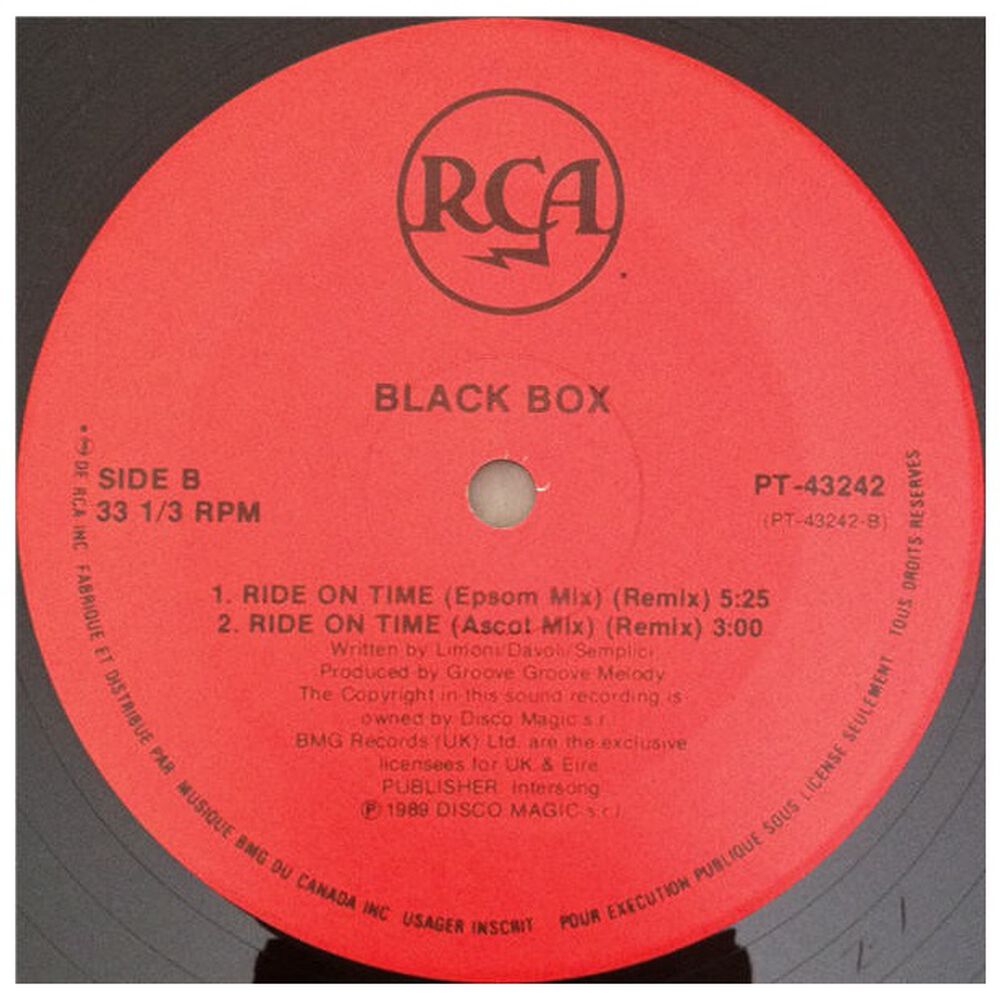 RCA
BLACK BOX
SIDE B
33 1/3 RPM
PT-43242
(PT-43242-B)
1. RIDE ON TIME (Epsom Mix) (Remix) 5:25
2. RIDE ON TIME (Ascot Mix) (Remix) 3:00
Written by Limoni/Davoli/Semplici
Produced by Groove Groove Melody
The Copyright in this sound recording is
owned by Disco Magic s.r.l
BMG Records (UK) Ltd. are the exclusive
licensees for UK & Eire
PUBLISHER Intersong
Ⓟ 1989 DISCO MAGIC s.r.l
DE RCA INC FABRIQUE ET DISTRIBUE PAR MUSIQUE BMG DU CANADA INC USAGER INSCRIT POUR EXECUTION PUBLIQUE SOUS LICENSE SEULEMENT TOUS DROITS RESERVES